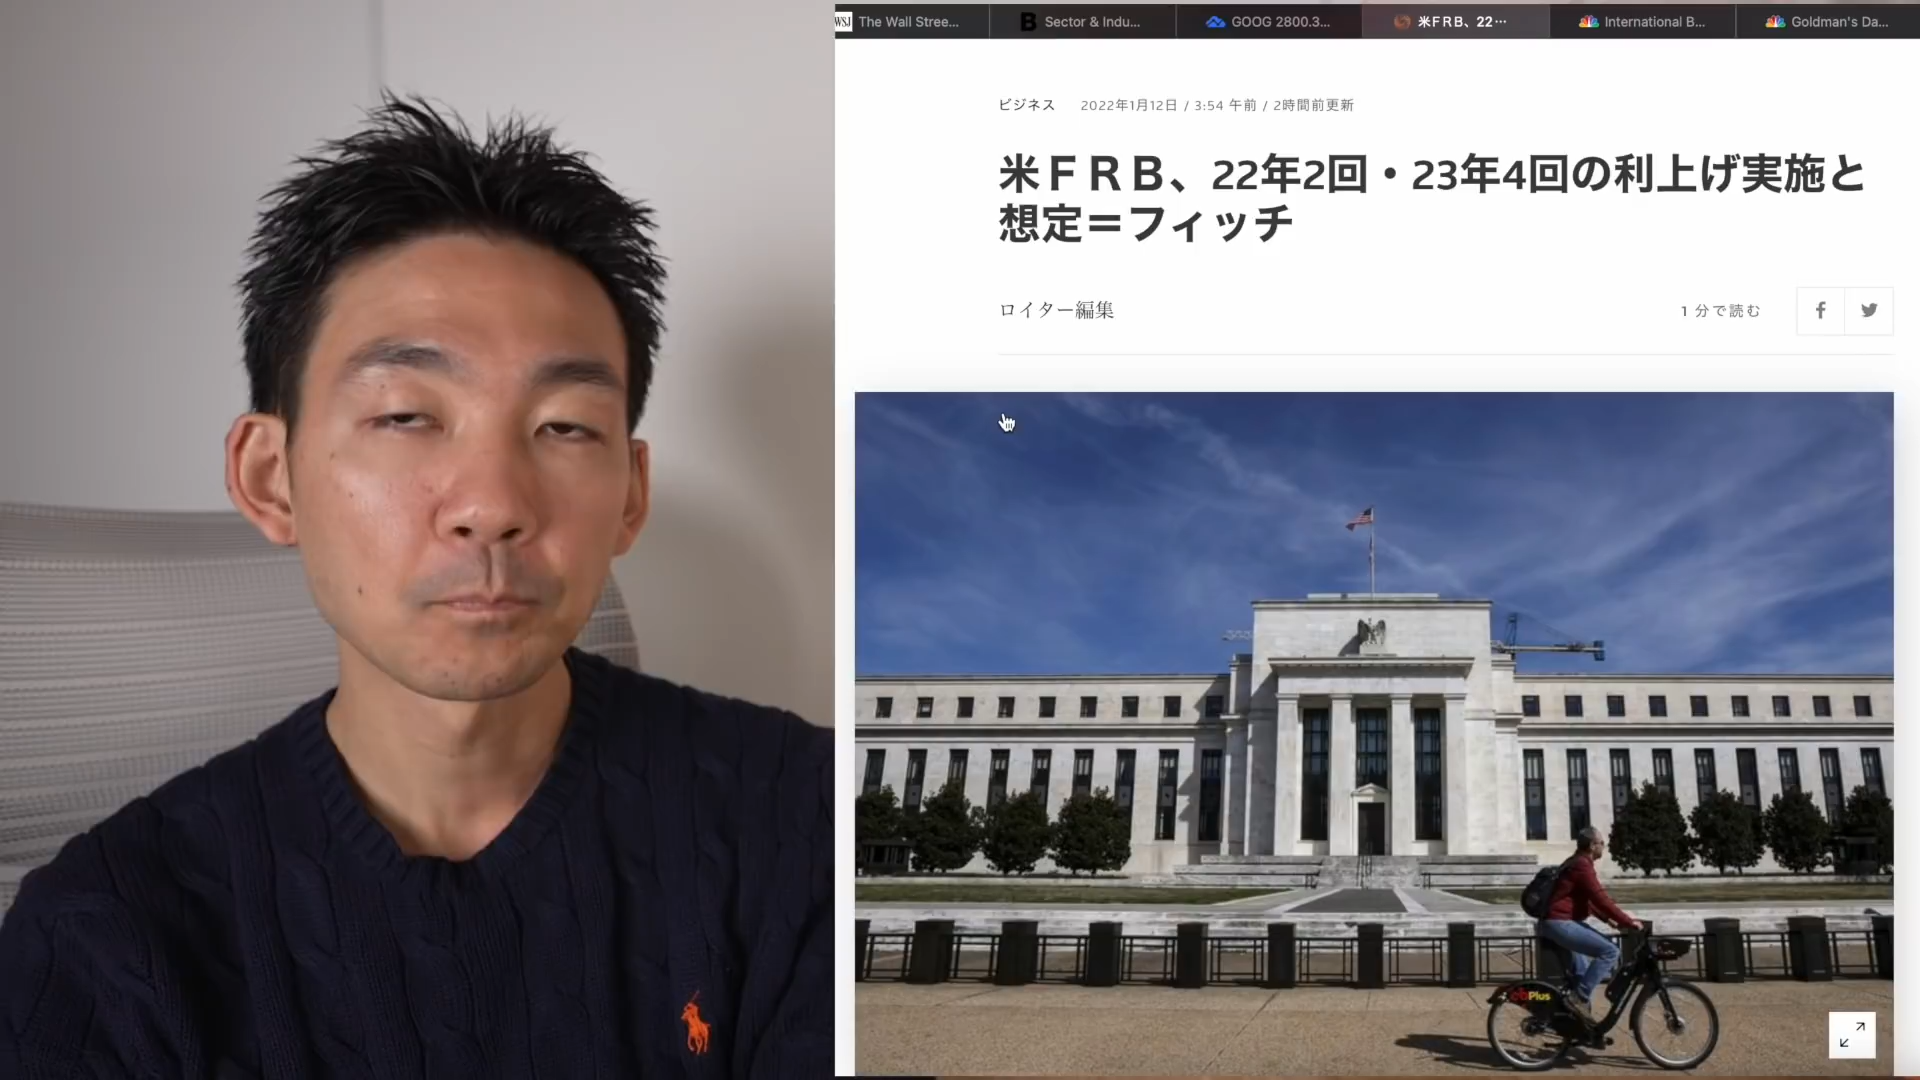 WSJ The Wall Stree...
B Sector & Indu...
GOOG 2800.3...
米ＦＲＢ、22…
International B...
Goldman's Da...
ビジネス 2022年1月12日 / 3:54 午前 / 2時間前更新
米ＦＲＢ、22年2回・23年4回の利上げ実施と
想定＝フィッチ
ロイター編集
1 分で読む
Plus